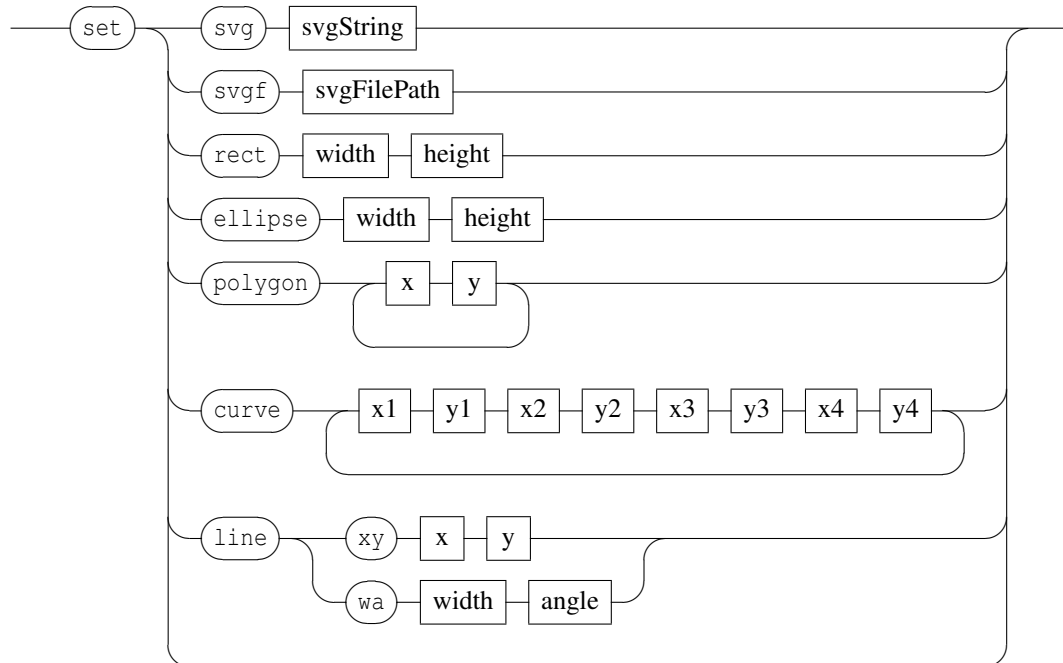 set svg svgString
svgf svgFilePath
rect width height
ellipse width height
polygon x y
curve x1 y1 x2 y2 x3 y3 x4 y4
line xy x y
wa width angle